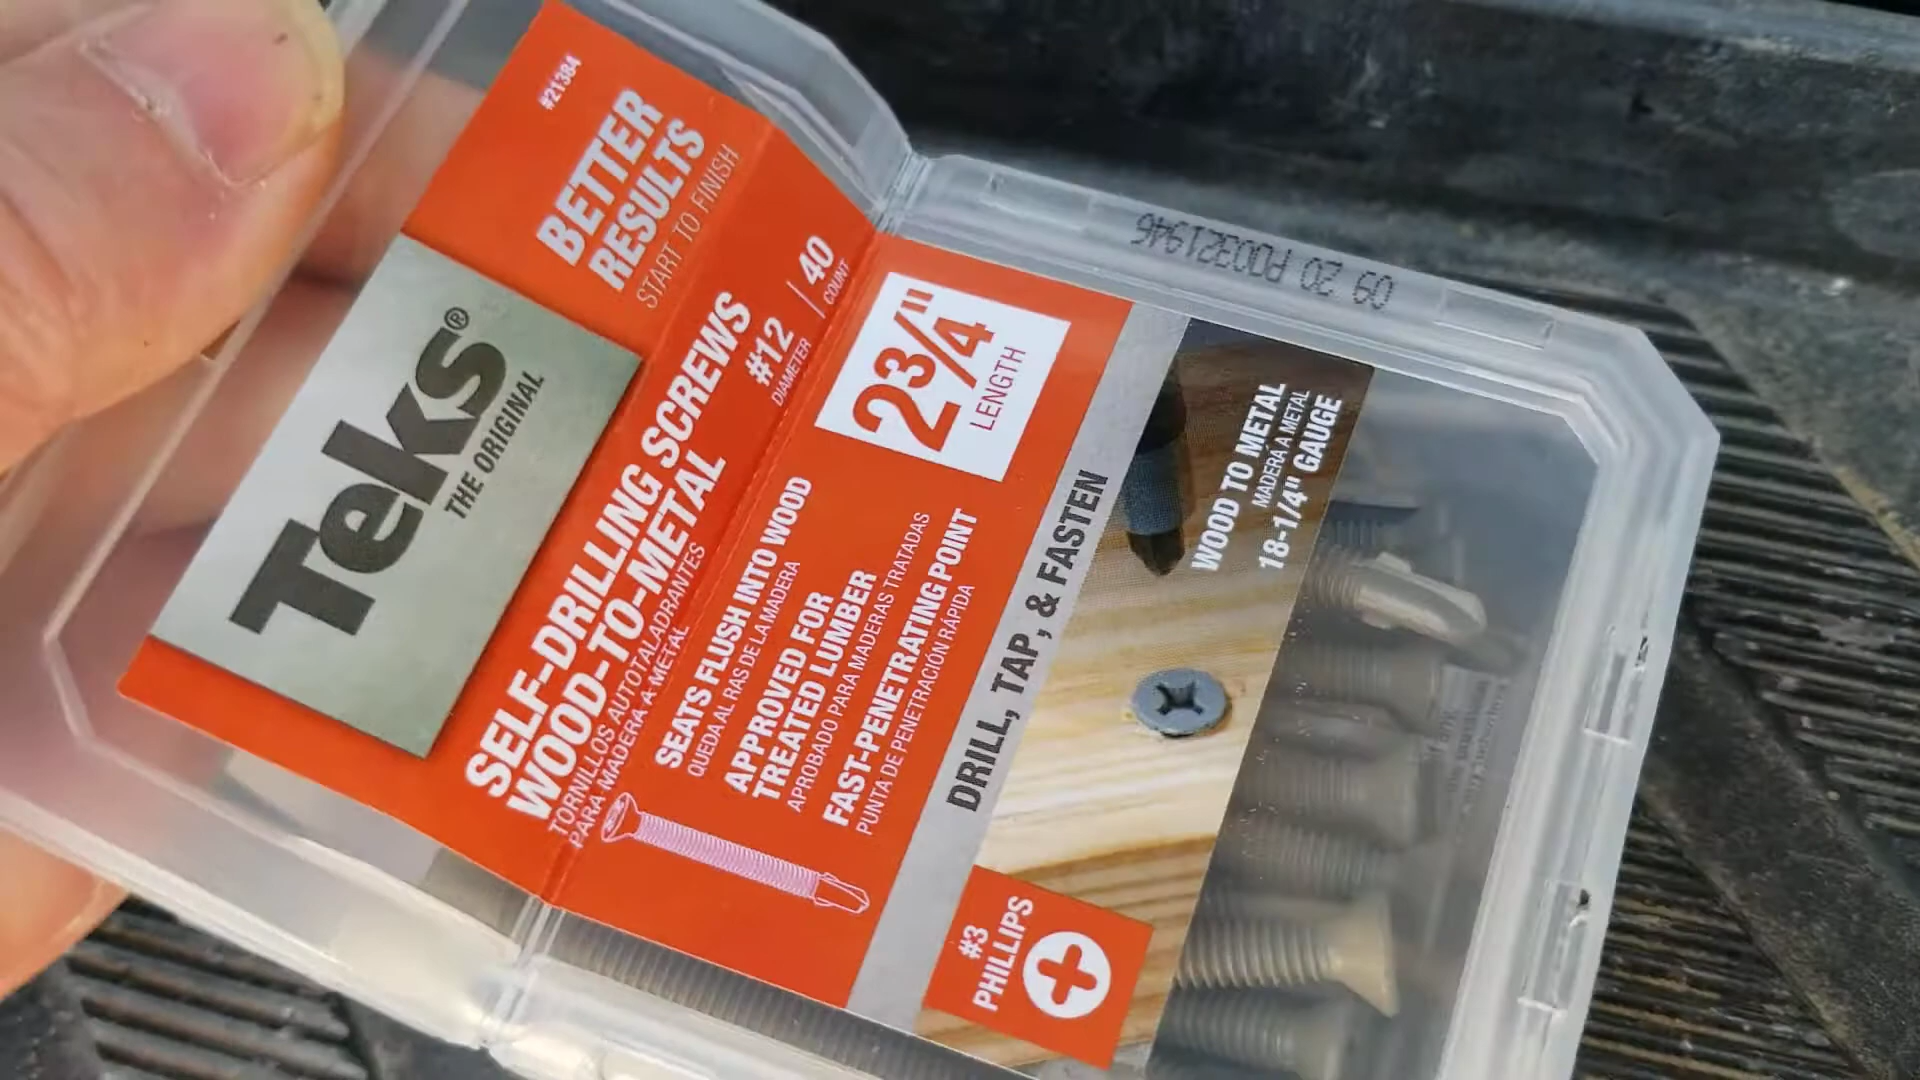 #21384
BETTER
RESULTS
START TO FINISH
Teks®
THE ORIGINAL
SELF-DRILLING SCREWS
WOOD-TO-METAL
TORNILLOS AUTOTALADRANTES
PARA MADERA A METAL
#12
DIAMETER
40
COUNT
2 3/4"
LENGTH
SEATS FLUSH INTO WOOD
QUEDA AL RAS DE LA MADERA
APPROVED FOR
TREATED LUMBER
APROBADO PARA MADERAS TRATADAS
FAST-PENETRATING POINT
PUNTA DE PENETRACIÓN RÁPIDA
DRILL, TAP, & FASTEN
WOOD TO METAL
MADERA A METAL
18-1/4" GAUGE
#3
PHILLIPS
09 20 P00321946